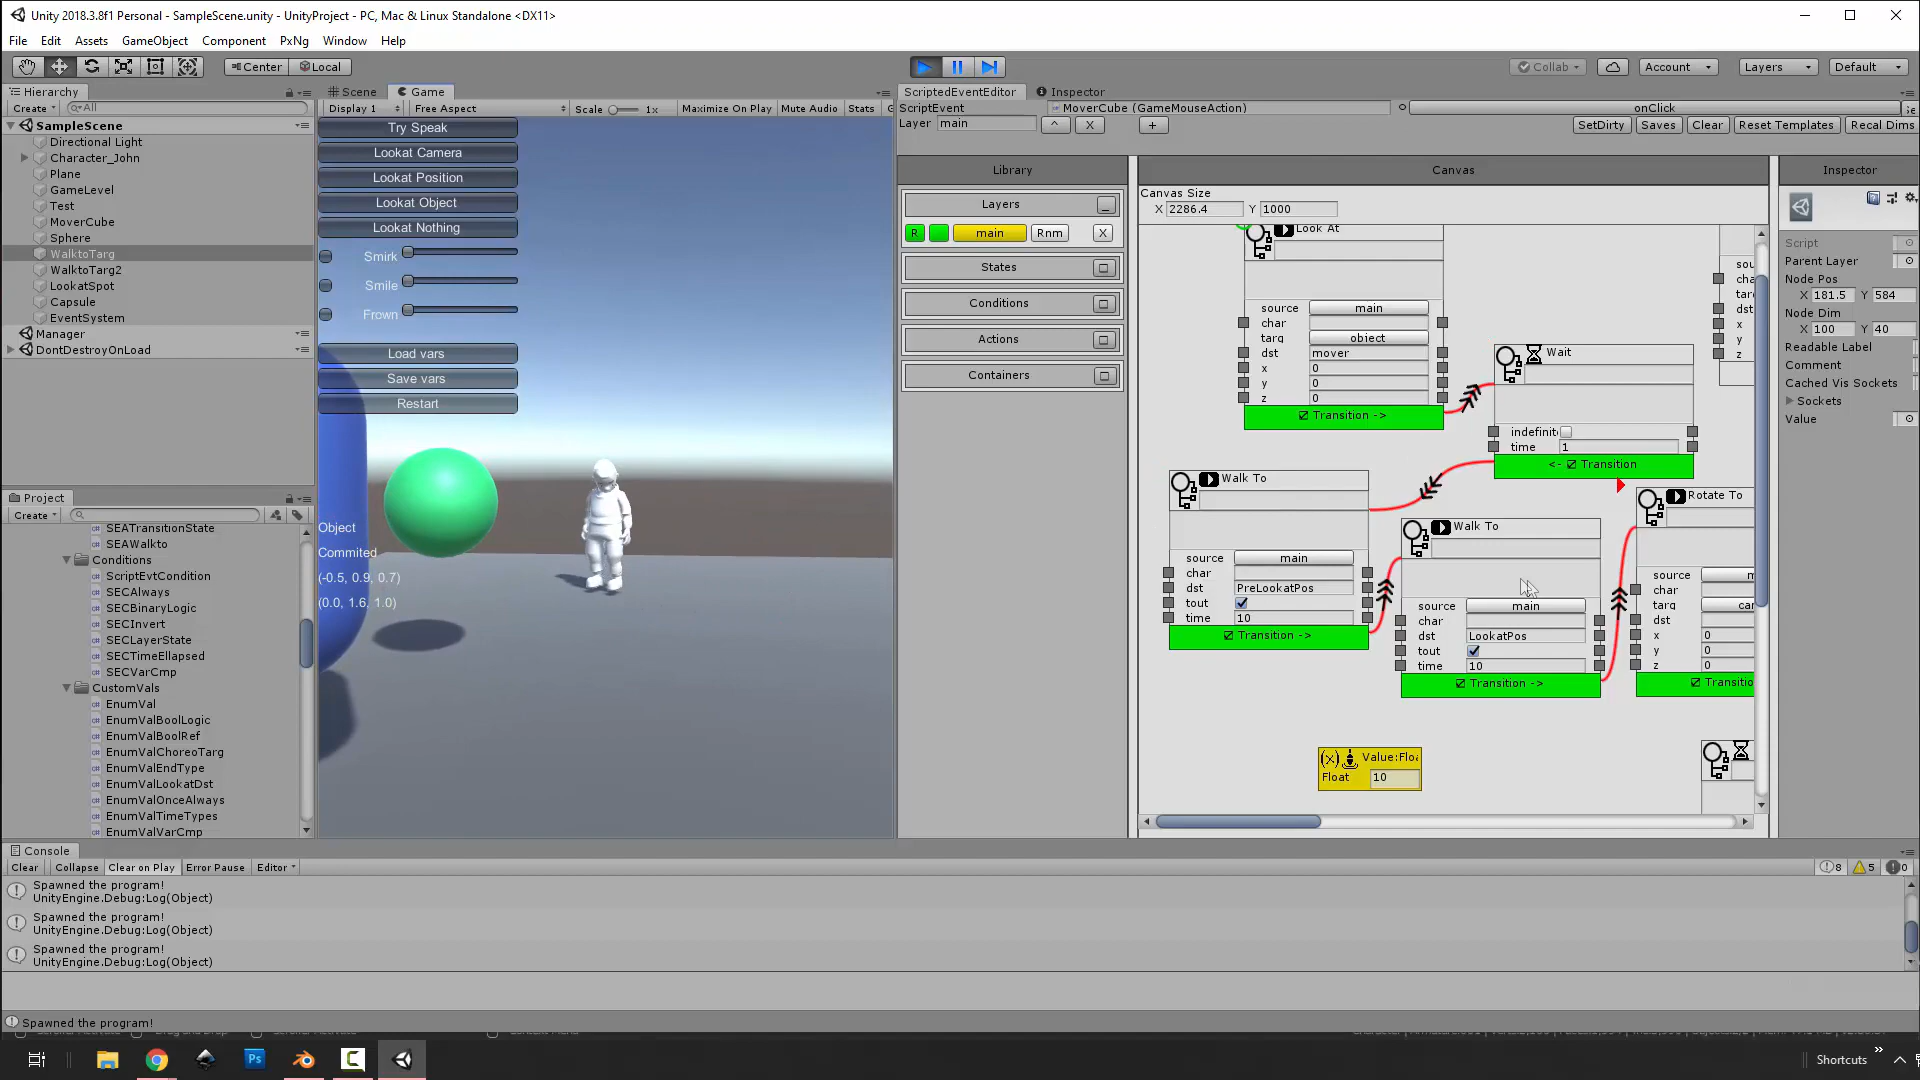 Unity 2018.3.8f1 Personal - SampleScene.unity - UnityProject - PC, Mac & Linux Standalone <DX11>
File Edit Assets GameObject Component PxNg Window Help
Center Local Collab Account Layers Default
Hierarchy
Create All
SampleScene
Directional Light
Character_John
Plane
GameLevel
Test
MoverCube
Sphere
WalktoTarg
WalktoTarg2
LookatSpot
Capsule
EventSystem
Manager
DontDestroyOnLoad
Project
Create
SEATransitionState
SEAWalkto
Conditions
ScriptEvtCondition
SECAlways
SECBinaryLogic
SECInvert
SECLayerState
SECTimeEllapsed
SECVarCmp
CustomVals
EnumVal
EnumValBoolLogic
EnumValBoolRef
EnumValChoreoTarg
EnumValEndType
EnumValLookatDst
EnumValOnceAlways
EnumValTimeTypes
EnumValVarCmp
Scene Game
Display 1 Free Aspect Scale 1x Maximize On Play Mute Audio Stats G
Try Speak
Lookat Camera
Lookat Position
Lookat Object
Lookat Nothing
Smirk
Smile
Frown
Load vars
Save vars
Restart
Object
Commited
(-0.5, 0.9, 0.7)
(0.0, 1.6, 1.0)
ScriptedEventEditor Inspector
ScriptEvent MoverCube (GameMouseAction) onClick
Layer main ^ X + SetDirty Saves Clear Reset Templates Recal Dims
Library
Layers _
R main Rnm X
States
Conditions
Actions
Containers
Canvas
Canvas Size
X 2286.4 Y 1000
Look At
source main
char
targ object
dst mover
x 0
y 0
z 0
Transition ->
Wait
time 1
<- Transition
Walk To
source main
char
dst PreLookatPos
tout
time 10
Transition ->
Walk To
source main
char
dst LookatPos
tout
time 10
Transition ->
Rotate To
source
char
targ
dst
x 0
y 0
z 0
Float 10
Inspector
Script
Parent Layer
Node Pos
X 181.5 Y 584
Node Dim
X 100 Y 40
Readable Label
Comment
Cached Vis Sockets
Sockets
Value
Console
Clear Collapse Clear on Play Error Pause Editor 8 5 0
Spawned the program!
UnityEngine.Debug:Log(Object)
Spawned the program!
UnityEngine.Debug:Log(Object)
Spawned the program!
UnityEngine.Debug:Log(Object)
Spawned the program!
Ps
Shortcuts